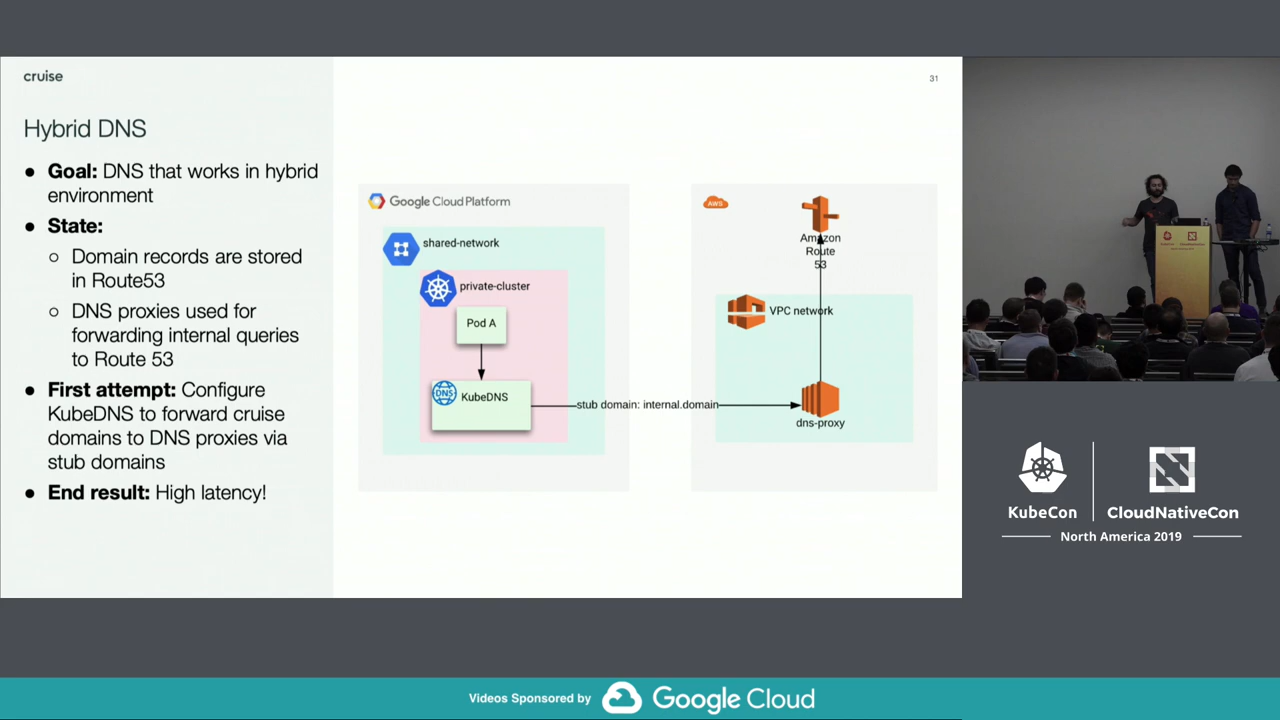 cruise
31
Hybrid DNS
● Goal: DNS that works in hybrid
environment
● State:
○ Domain records are stored
in Route53
○ DNS proxies used for
forwarding internal queries
to Route 53
● First attempt: Configure
KubeDNS to forward cruise
domains to DNS proxies via
stub domains
● End result: High latency!
Google Cloud Platform
shared-network
private-cluster
Pod A
DNS
KubeDNS
stub domain: internal.domain
AWS
Amazon
Route
53
VPC network
dns-proxy
KubeCon
CloudNativeCon
North America 2019
Videos Sponsored by
Google Cloud